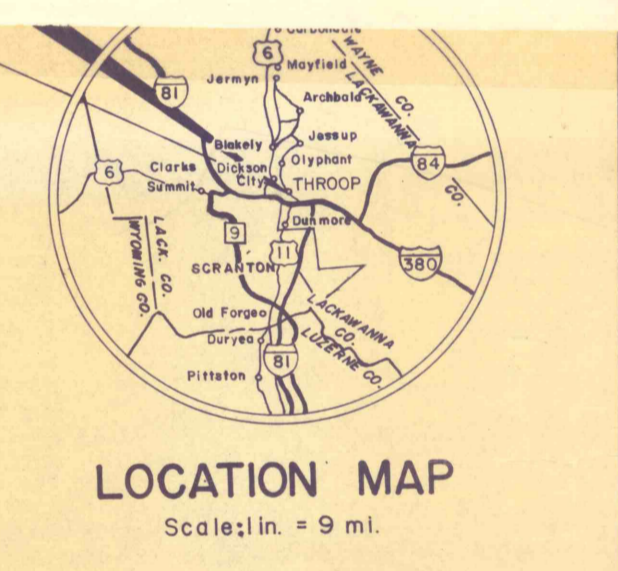 Carbondale
6
Mayfield
WAYNE CO.
LACKAWANNA CO.
Jermyn
81
Archbald
Blakely
Jessup
Olyphant
84
6
Clarks
Summit
Dickson
City
THROOP
Dunmore
9
11
380
LACK. CO.
WYOMING CO.
SCRANTON
LACKAWANNA CO.
LUZERNE CO.
Old Forge
Duryea
81
Pittston
LOCATION MAP
Scale:1in. = 9 mi.